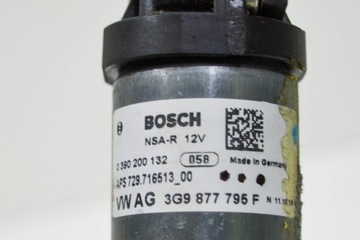 BOSCH
NSA-R 12V
0 390 200 132 058 Made in Germany
APS 729.716513_00
VW AG 3G9 877 795 F N